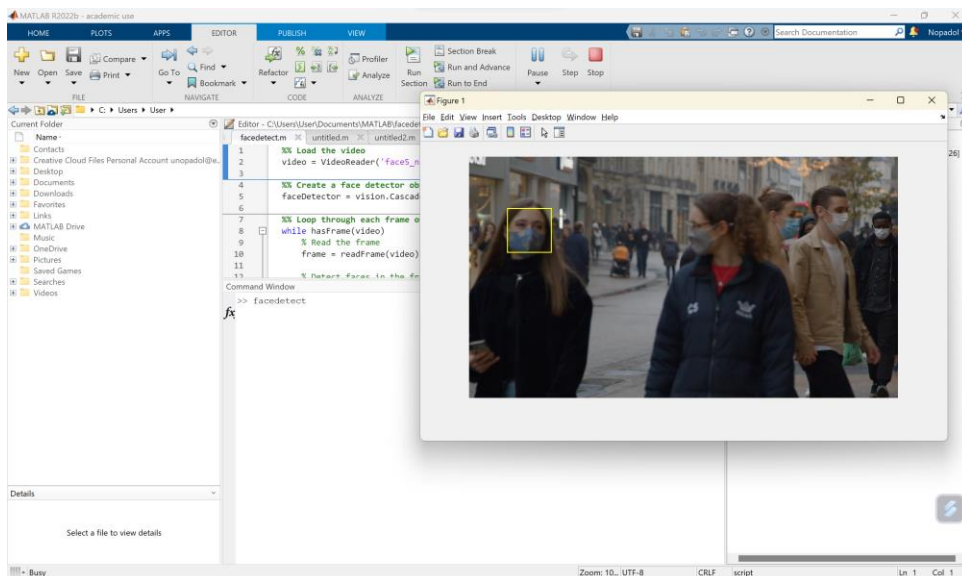 MATLAB R2022b - academic use
HOME PLOTS APPS EDITOR PUBLISH VIEW
Search Documentation
Nopadol
New Open Save Compare Print
Go To Find Bookmark
Refactor
Profiler Analyze
Run Section
Section Break
Run and Advance
Run to End
Pause Step Stop
FILE NAVIGATE CODE ANALYZE
C: Users User
Current Folder
Name
Contacts
Creative Cloud Files Personal Account unopadol@e..
Desktop
Documents
Downloads
Favorites
Links
MATLAB Drive
Music
OneDrive
Pictures
Saved Games
Searches
Videos
Details
Select a file to view details
Editor - C:\Users\User\Documents\MATLAB\facedet
facedetect.m untitled.m untitled2.m
1 %% Load the video
2 video = VideoReader('face5_n
3
4 %% Create a face detector ob
5 faceDetector = vision.Cascad
6
7 %% Loop through each frame o
8 while hasFrame(video)
9 % Read the frame
10 frame = readFrame(video)
11
12 % Detect faces in the fr
Command Window
>> facedetect
fx
Figure 1
File Edit View Insert Tools Desktop Window Help
26]
Busy
Zoom: 10... UTF-8 CRLF script Ln 1 Col 1